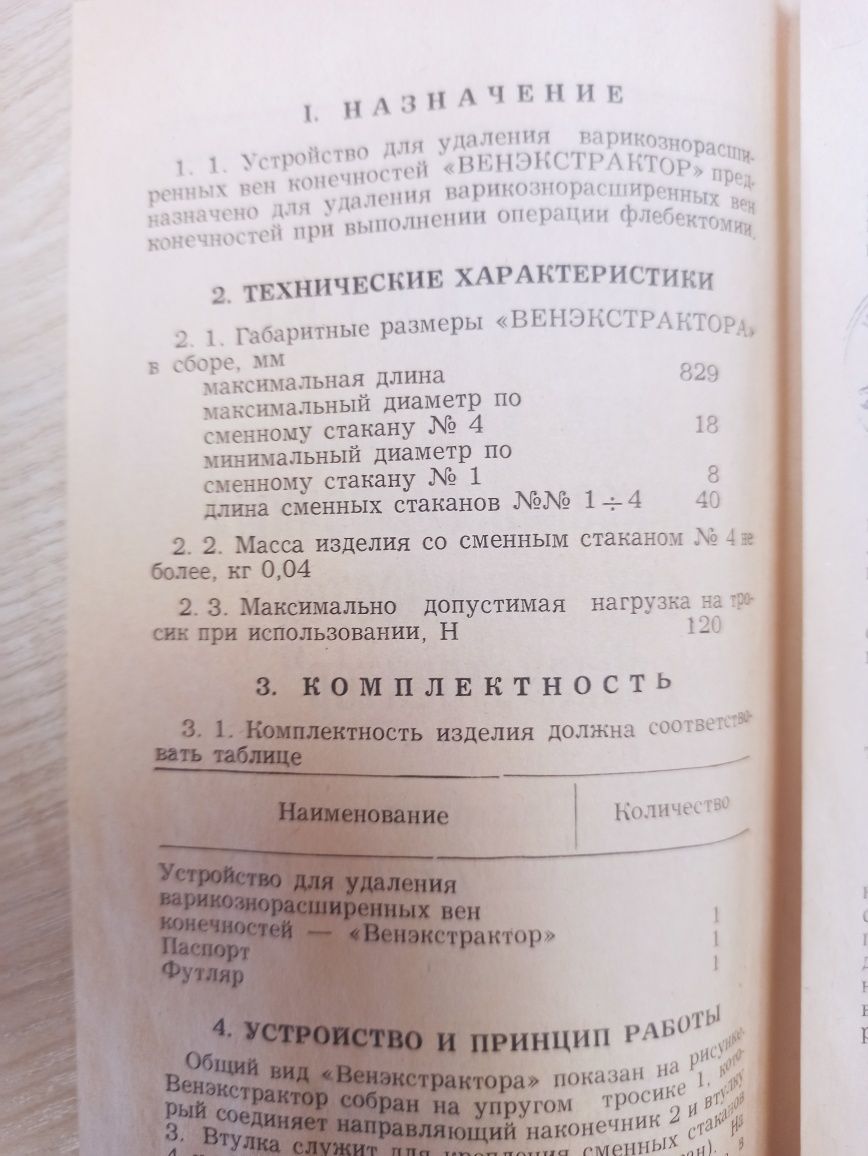 I. НАЗНАЧЕНИЕ
1. 1. Устройство для удаления варикознорасши-
ренных вен конечностей «ВЕНЭКСТРАКТОР» пред-
назначено для удаления варикознорасширенных вен
конечностей при выполнении операции флебектомии.
2. ТЕХНИЧЕСКИЕ ХАРАКТЕРИСТИКИ
2. 1. Габаритные размеры «ВЕНЭКСТРАКТОРА»
в сборе, мм
максимальная длина 829
максимальный диаметр по
сменному стакану № 4 18
минимальный диаметр по
сменному стакану № 1 8
длина сменных стаканов №№ 1÷4 40
2. 2. Масса изделия со сменным стаканом № 4 не
более, кг 0,04
2. 3. Максимально допустимая нагрузка на тро-
сик при использовании, Н 120
3. КОМПЛЕКТНОСТЬ
3. 1. Комплектность изделия должна соответство-
вать таблице
Наименование Количество
Устройство для удаления
варикознорасширенных вен
конечностей — «Венэкстрактор» 1
Паспорт 1
Футляр 1
4. УСТРОЙСТВО И ПРИНЦИП РАБОТЫ
Общий вид «Венэкстрактора» показан на рисунке.
Венэкстрактор собран на упругом тросике 1, кото-
рый соединяет направляющий наконечник 2 и втулку
3. Втулка служит для крепления сменных стаканов